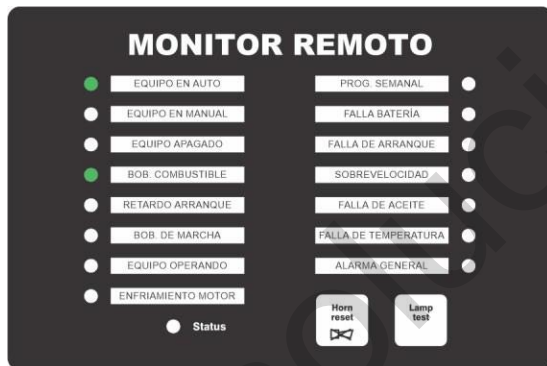 MONITOR REMOTO
EQUIPO EN AUTO
EQUIPO EN MANUAL
EQUIPO APAGADO
BOB. COMBUSTIBLE
RETARDO ARRANQUE
BOB. DE MARCHA
EQUIPO OPERANDO
ENFRIAMIENTO MOTOR
Status
PROG. SEMANAL
FALLA BATERÍA
FALLA DE ARRANQUE
SOBREVELOCIDAD
FALLA DE ACEITE
FALLA DE TEMPERATURA
ALARMA GENERAL
Horn
reset
Lamp
test